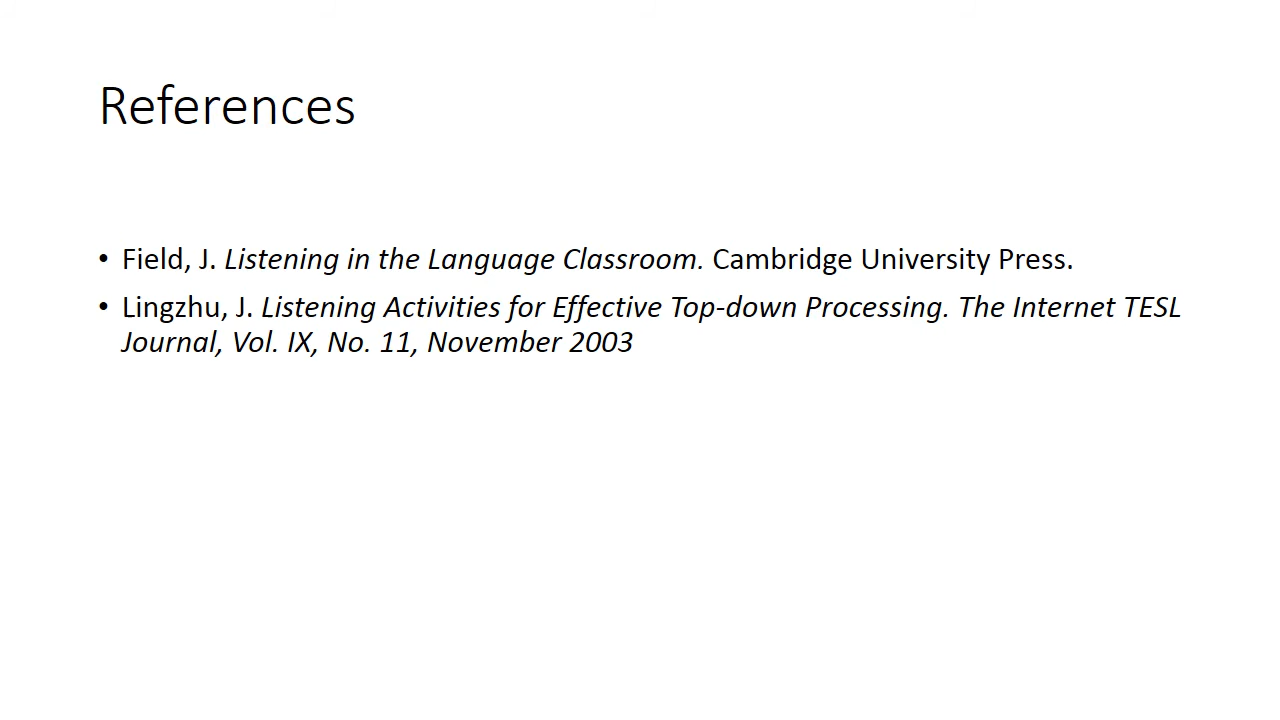 References
• Field, J. Listening in the Language Classroom. Cambridge University Press.
• Lingzhu, J. Listening Activities for Effective Top-down Processing. The Internet TESL
Journal, Vol. IX, No. 11, November 2003